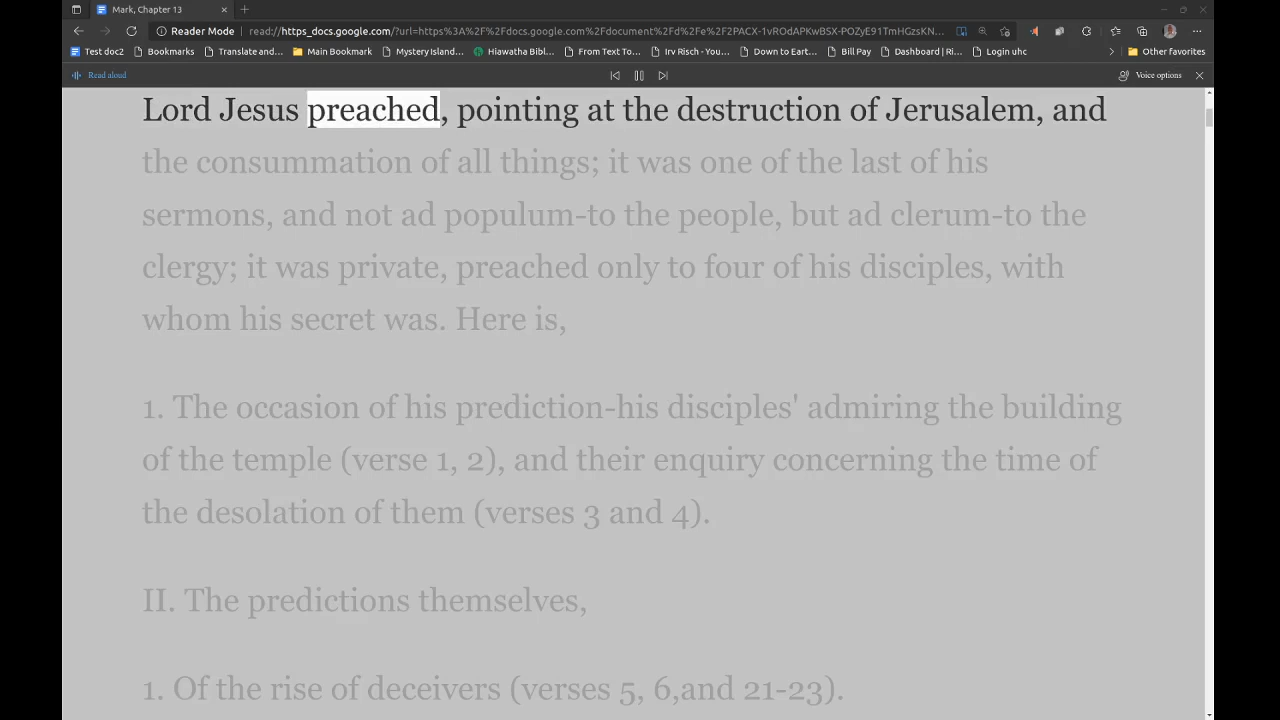 Mark, Chapter 13
Reader Mode read://https_docs.google.com/?url=https%3A%2F%2Fdocs.google.com%2Fdocument%2Fd%2Fe%2F2PACX-1vROdAPKwBSX-POZyE91TmHGzsKN...
Test doc2 Bookmarks Translate and... Main Bookmark Mystery Island... Hiawatha Bibl... From Text To... Irv Risch - You... Down to Eart... Bill Pay Dashboard | Ri... Login uhc Other favorites
Read aloud Voice options
Lord Jesus preached, pointing at the destruction of Jerusalem, and
the consummation of all things; it was one of the last of his
sermons, and not ad populum-to the people, but ad clerum-to the
clergy; it was private, preached only to four of his disciples, with
whom his secret was. Here is,
1. The occasion of his prediction-his disciples' admiring the building
of the temple (verse 1, 2), and their enquiry concerning the time of
the desolation of them (verses 3 and 4).
II. The predictions themselves,
1. Of the rise of deceivers (verses 5, 6,and 21-23).